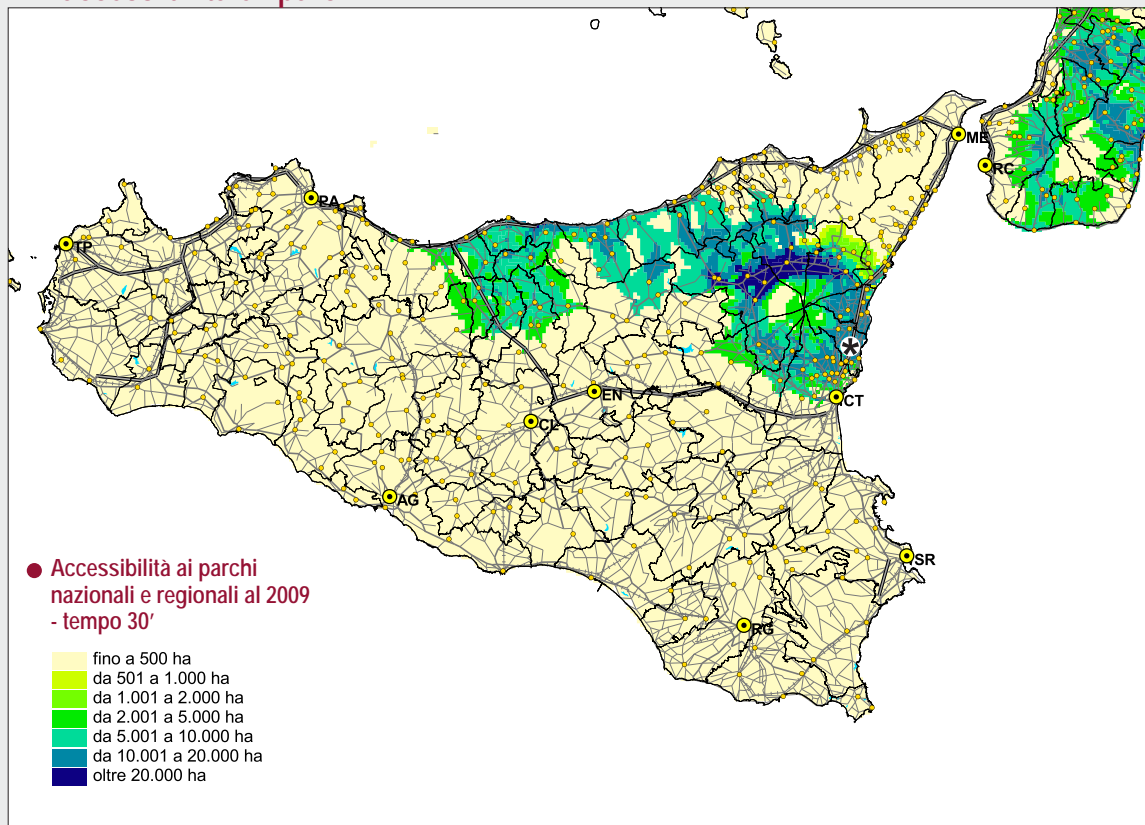 ME
RC
PA
TP
*
EN
CT
CL
AG
SR
RG
Accessibilità ai parchi
nazionali e regionali al 2009
- tempo 30'
fino a 500 ha
da 501 a 1.000 ha
da 1.001 a 2.000 ha
da 2.001 a 5.000 ha
da 5.001 a 10.000 ha
da 10.001 a 20.000 ha
oltre 20.000 ha